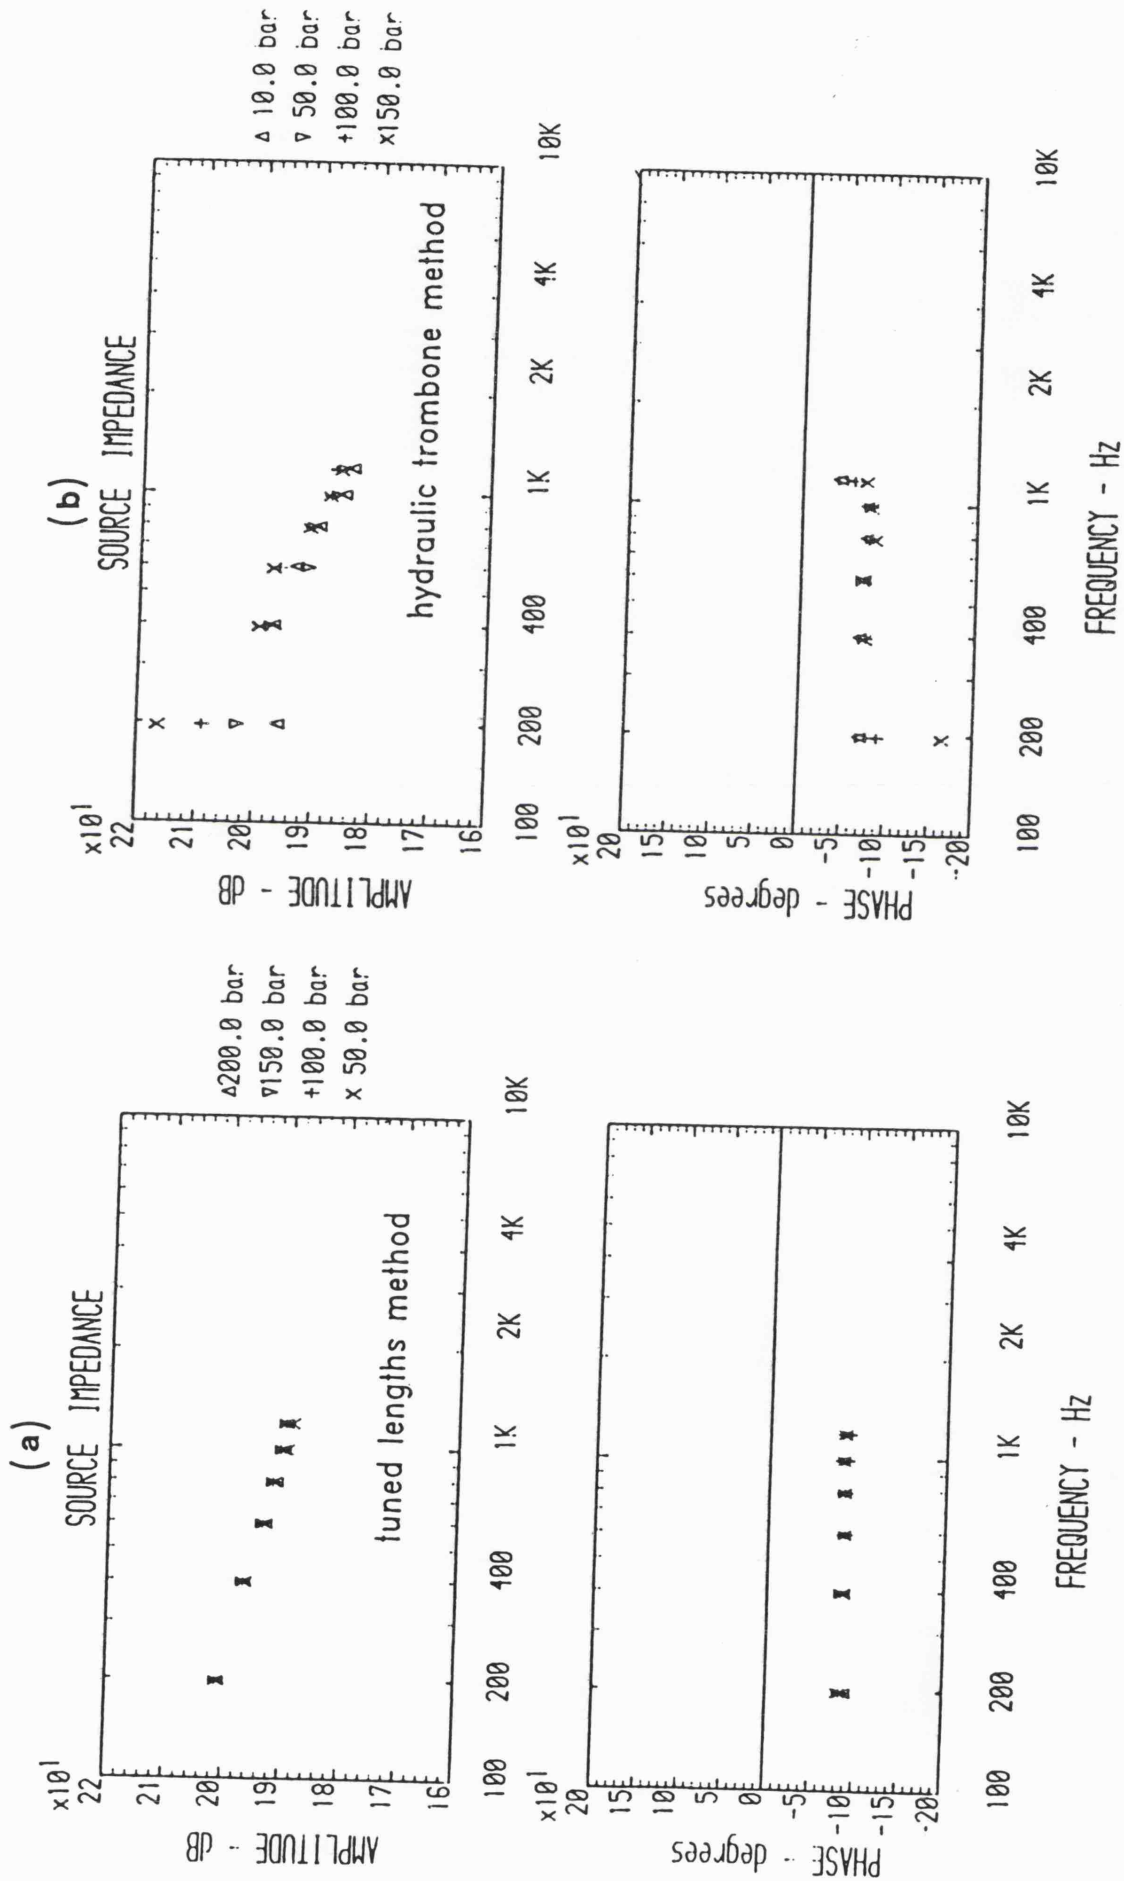 (a)
SOURCE IMPEDANCE
x10¹
22
21
20
19
18
17
16
AMPLITUDE - dB
tuned lengths method
100 200 400 1K 2K 4K 10K
Δ200.0 bar
∇150.0 bar
+100.0 bar
x 50.0 bar
x10¹
20
15
10
5
0
-5
-10
-15
-20
PHASE - degrees
100 200 400 1K 2K 4K 10K
FREQUENCY - Hz
(b)
SOURCE IMPEDANCE
x10¹
22
21
20
19
18
17
16
AMPLITUDE - dB
hydraulic trombone method
100 200 400 1K 2K 4K 10K
Δ 10.0 bar
∇ 50.0 bar
+100.0 bar
x150.0 bar
x10¹
20
15
10
5
0
-5
-10
-15
-20
PHASE - degrees
100 200 400 1K 2K 4K 10K
FREQUENCY - Hz